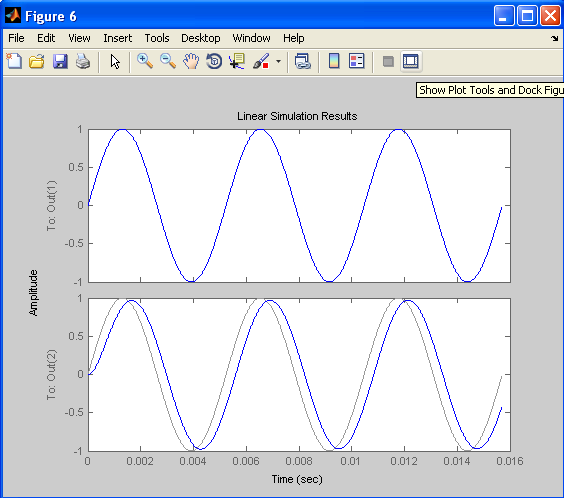 Figure 6
File Edit View Insert Tools Desktop Window Help
Show Plot Tools and Dock Figu
Linear Simulation Results
1
0.5
0
-0.5
-1
To: Out(1)
Amplitude
1
0.5
0
-0.5
-1
To: Out(2)
0 0.002 0.004 0.006 0.008 0.01 0.012 0.014 0.016
Time (sec)